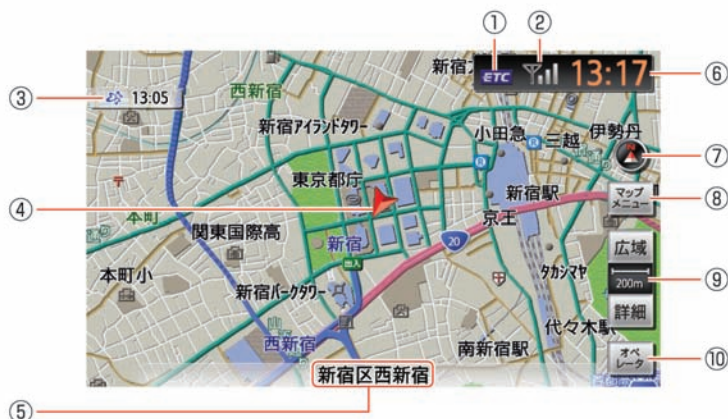 ① ②
ETC 13:17 ⑥
③ 13:05
西新宿
新宿アイランドタワー
小田急 三越 伊勢丹
⑦
東京都庁
新宿駅
マップ
メニュー
⑧
④
本町
関東国際高
新宿
京王
20
広域
出入
本町小
新宿パークタワー
タカシマヤ
200m
⑨
詳細
西新宿
南新宿駅
代々木駅
オペ
レータ
⑩
新宿区西新宿
⑤